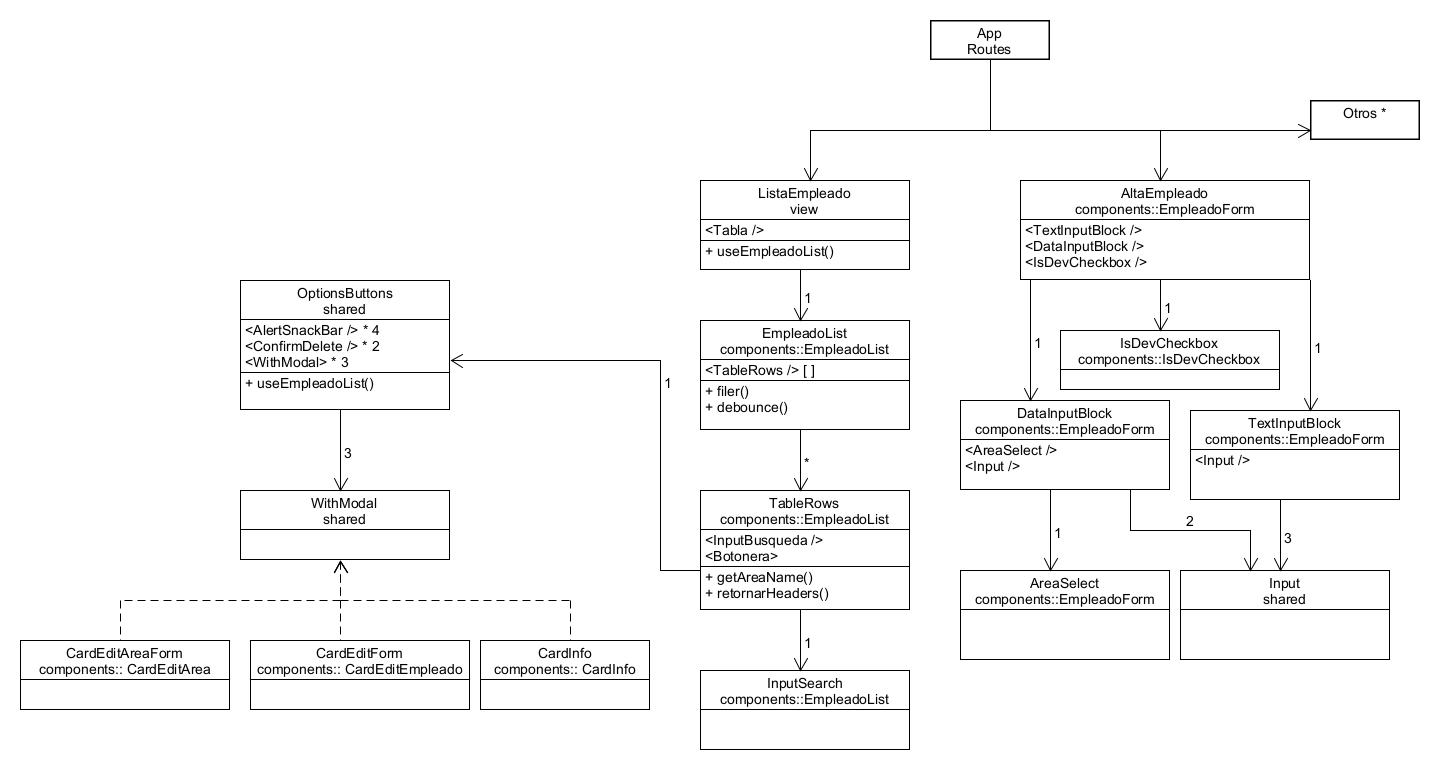 App
Routes
Otros *
ListaEmpleado
view
<Tabla />
+ useEmpleadoList()
1
EmpleadoList
components::EmpleadoList
<TableRows /> [ ]
+ filer()
+ debounce()
*
TableRows
components::EmpleadoList
<InputBusqueda />
<Botonera>
+ getAreaName()
+ retornarHeaders()
1
InputSearch
components::EmpleadoList
1
OptionsButtons
shared
<AlertSnackBar /> * 4
<ConfirmDelete /> * 2
<WithModal> * 3
+ useEmpleadoList()
3
WithModal
shared
CardEditAreaForm
components:: CardEditArea
CardEditForm
components:: CardEditEmpleado
CardInfo
components:: CardInfo
AltaEmpleado
components::EmpleadoForm
<TextInputBlock />
<DataInputBlock />
<IsDevCheckbox />
1
1
1
IsDevCheckbox
components::IsDevCheckbox
DataInputBlock
components::EmpleadoForm
<AreaSelect />
<Input />
TextInputBlock
components::EmpleadoForm
<Input />
1
2
3
AreaSelect
components::EmpleadoForm
Input
shared